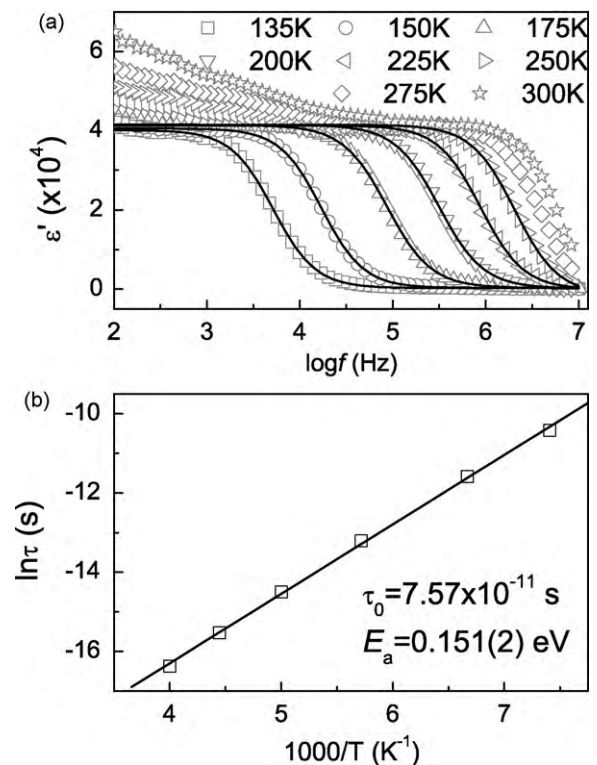 (a)
135K 150K 175K
200K 225K 250K
275K 300K
6
4
2
0
ε' (x10⁴)
2 3 4 5 6 7
logf (Hz)
(b)
-10
-12
-14
-16
lnτ (s)
τ₀=7.57x10⁻¹¹ s
Eₐ=0.151(2) eV
4 5 6 7
1000/T (K⁻¹)